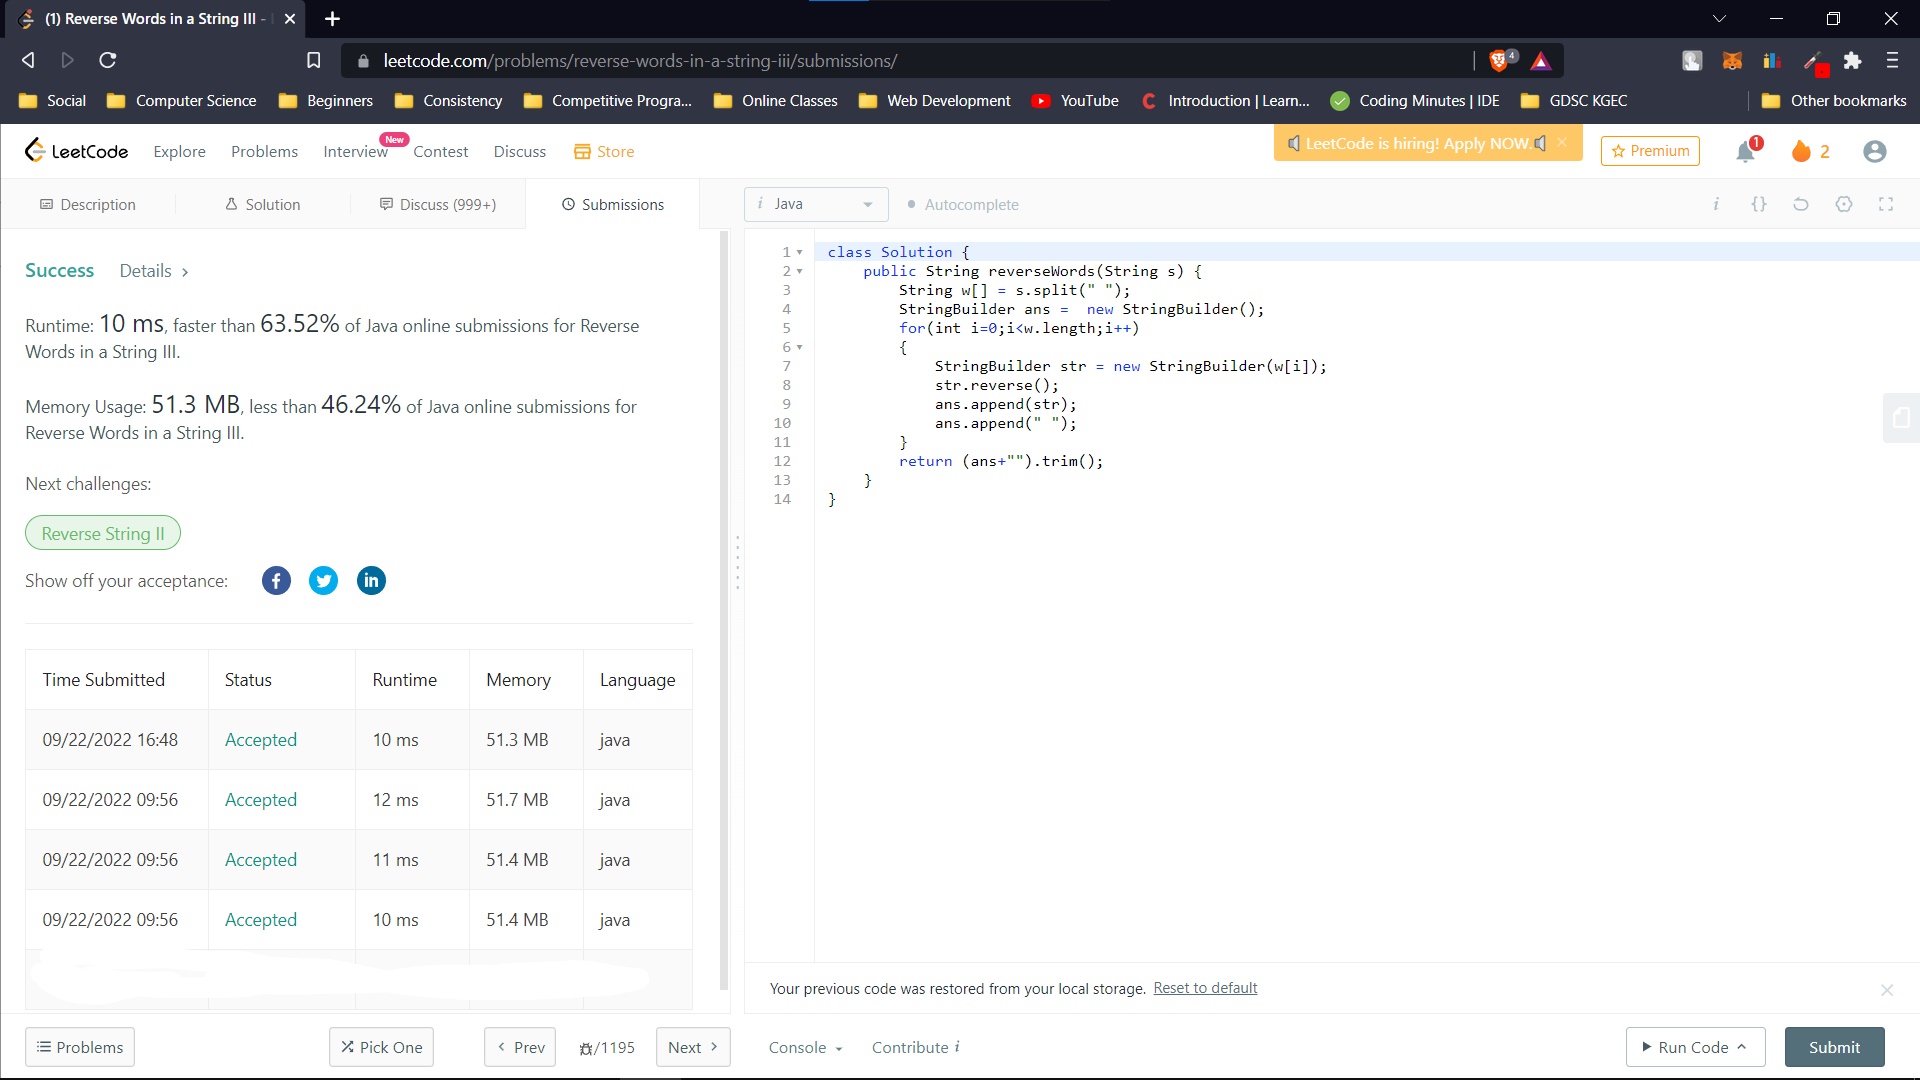 (1) Reverse Words in a String III -
leetcode.com/problems/reverse-words-in-a-string-iii/submissions/
4
Social Computer Science Beginners Consistency Competitive Progra... Online Classes Web Development YouTube Introduction | Learn... Coding Minutes | IDE GDSC KGEC Other bookmarks
LeetCode Explore Problems Interview New Contest Discuss Store LeetCode is hiring! Apply NOW. Premium 1 2
Description Solution Discuss (999+) Submissions
i Java Autocomplete i {}
Success Details >
Runtime: 10 ms, faster than 63.52% of Java online submissions for Reverse
Words in a String III.
Memory Usage: 51.3 MB, less than 46.24% of Java online submissions for
Reverse Words in a String III.
Next challenges:
Reverse String II
Show off your acceptance: f in
Time Submitted Status Runtime Memory Language
09/22/2022 16:48 Accepted 10 ms 51.3 MB java
09/22/2022 09:56 Accepted 12 ms 51.7 MB java
09/22/2022 09:56 Accepted 11 ms 51.4 MB java
09/22/2022 09:56 Accepted 10 ms 51.4 MB java
1 class Solution {
2 public String reverseWords(String s) {
3 String w[] = s.split(" ");
4 StringBuilder ans =  new StringBuilder();
5 for(int i=0;i<w.length;i++)
6 {
7 StringBuilder str = new StringBuilder(w[i]);
8 str.reverse();
9 ans.append(str);
10 ans.append(" ");
11 }
12 return (ans+"").trim();
13 }
14 }
Your previous code was restored from your local storage. Reset to default
Problems Pick One < Prev /1195 Next > Console Contribute i Run Code Submit